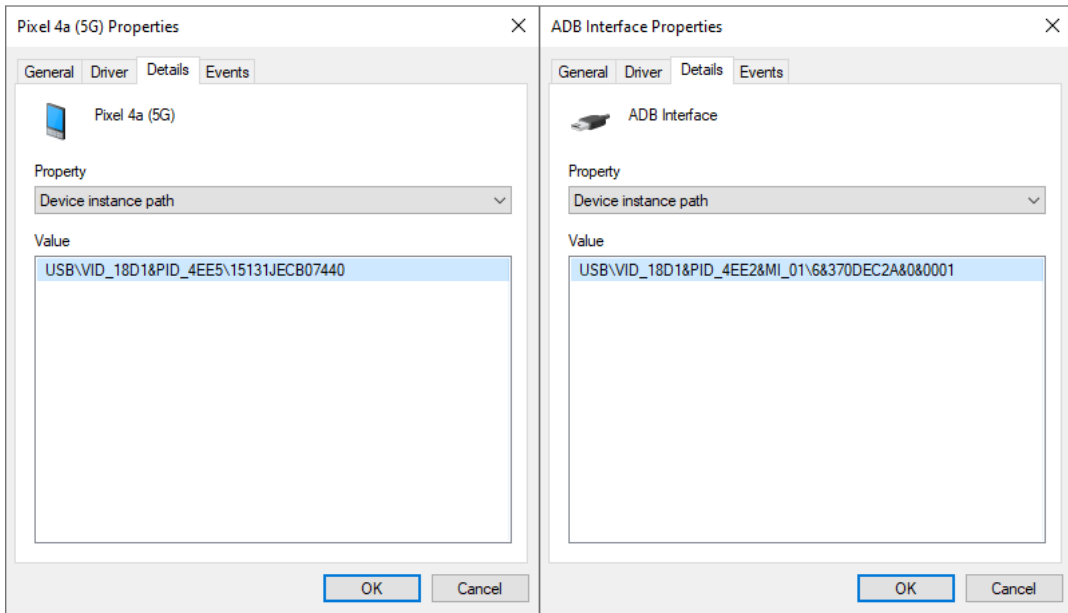 Pixel 4a (5G) Properties
General Driver Details Events
Pixel 4a (5G)
Property
Device instance path
Value
USB\VID_18D1&PID_4EE5\15131JECB07440
OK Cancel
ADB Interface Properties
General Driver Details Events
ADB Interface
Property
Device instance path
Value
USB\VID_18D1&PID_4EE2&MI_01\6&370DEC2A&0&0001
OK Cancel